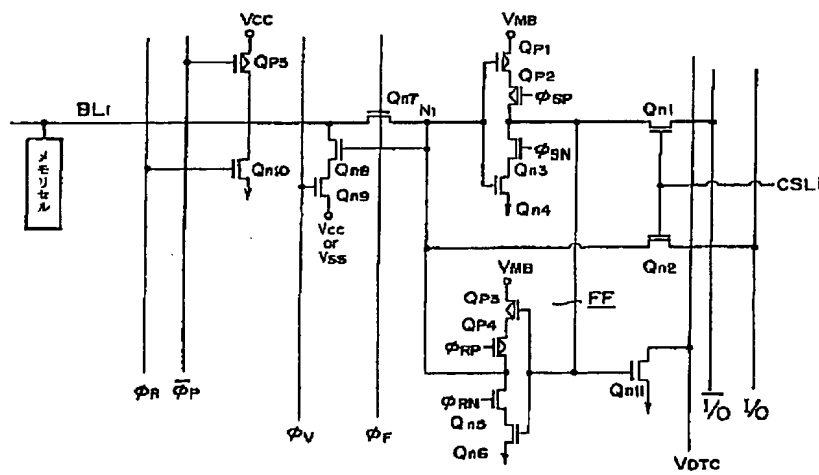 VCC
VMB
QP5
QP1
QP2
Qn7
N1
BLi
φSP
Qn1
Qn8
φSN
Qn3
Qn10
Qn9
Qn4
CSLi
メモリセル
VCC
or
VSS
VMB
Qn2
QP3
FF
QP4
φRP
φRN
Qn11
Qn5
Qn6
φR
φP
φV
φF
I/O
I/O
VDTC